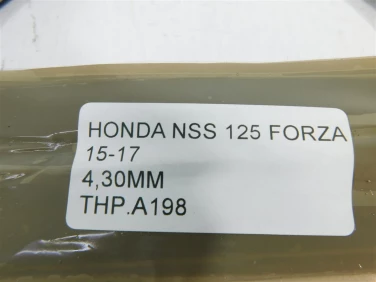 HONDA NSS 125 FORZA
15-17
4,30MM
THP.A198